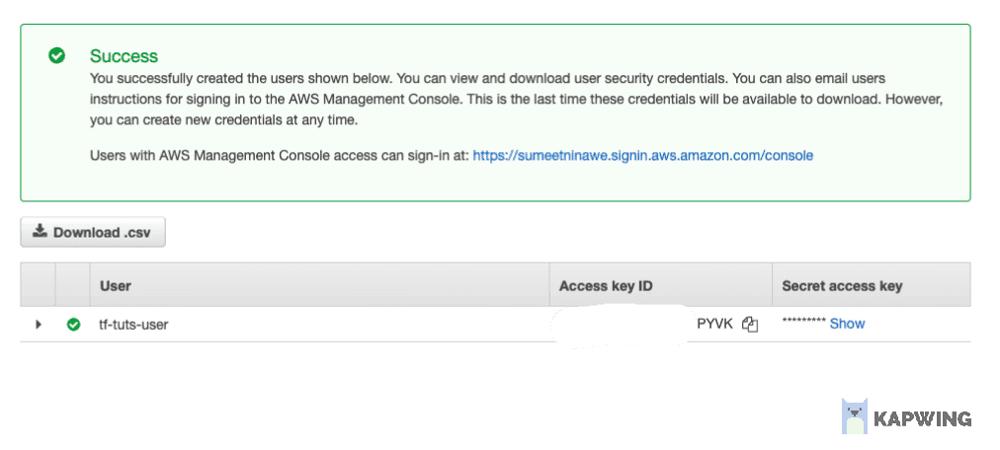 Success
You successfully created the users shown below. You can view and download user security credentials. You can also email users
instructions for signing in to the AWS Management Console. This is the last time these credentials will be available to download. However,
you can create new credentials at any time.
Users with AWS Management Console access can sign-in at: https://sumeetninawe.signin.aws.amazon.com/console
Download .csv
User Access key ID Secret access key
tf-tuts-user PYVK ********* Show
KAPWING